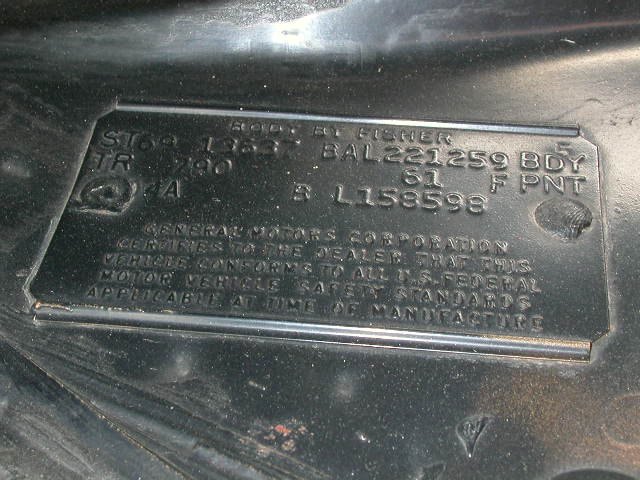 BODY BY FISHER
ST69 13637 BAL221259 BDY
TR 790 61 F PNT
4A B L158598
GENERAL MOTORS CORPORATION
CERTIFIES TO THE DEALER THAT THIS
VEHICLE CONFORMS TO ALL U.S. FEDERAL
MOTOR VEHICLE SAFETY STANDARDS
APPLICABLE AT TIME OF MANUFACTURE